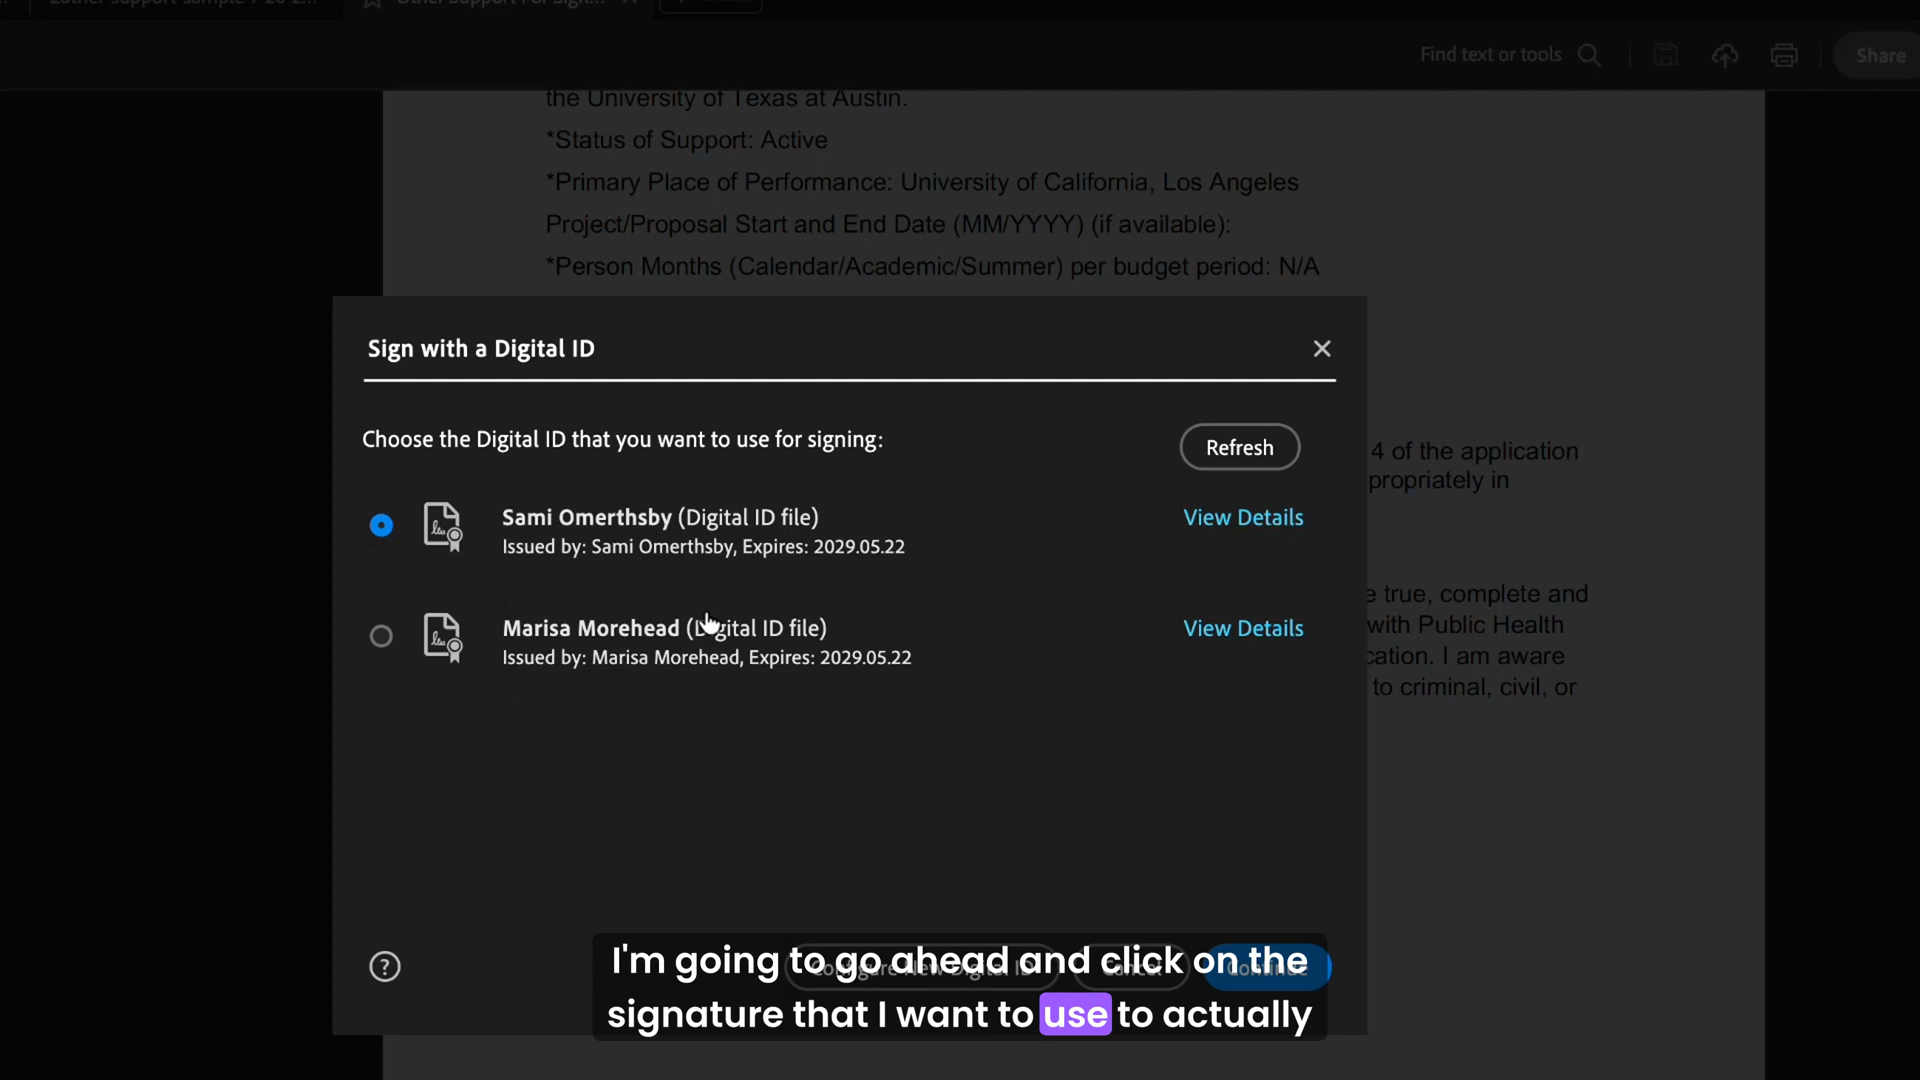 Find text or tools
Share
the University of Texas at Austin.
*Status of Support: Active
*Primary Place of Performance: University of California, Los Angeles
Project/Proposal Start and End Date (MM/YYYY) (if available):
*Person Months (Calendar/Academic/Summer) per budget period: N/A
Sign with a Digital ID
Choose the Digital ID that you want to use for signing:
Refresh
4 of the application
propriately in
Sami Omerthsby (Digital ID file)
View Details
Issued by: Sami Omerthsby, Expires: 2029.05.22
e true, complete and
Marisa Morehead (Digital ID file)
View Details
with Public Health
Issued by: Marisa Morehead, Expires: 2029.05.22
cation. I am aware
to criminal, civil, or
Configure New Digital ID
Cancel
Continue
I'm going to go ahead and click on the
signature that I want to use to actually